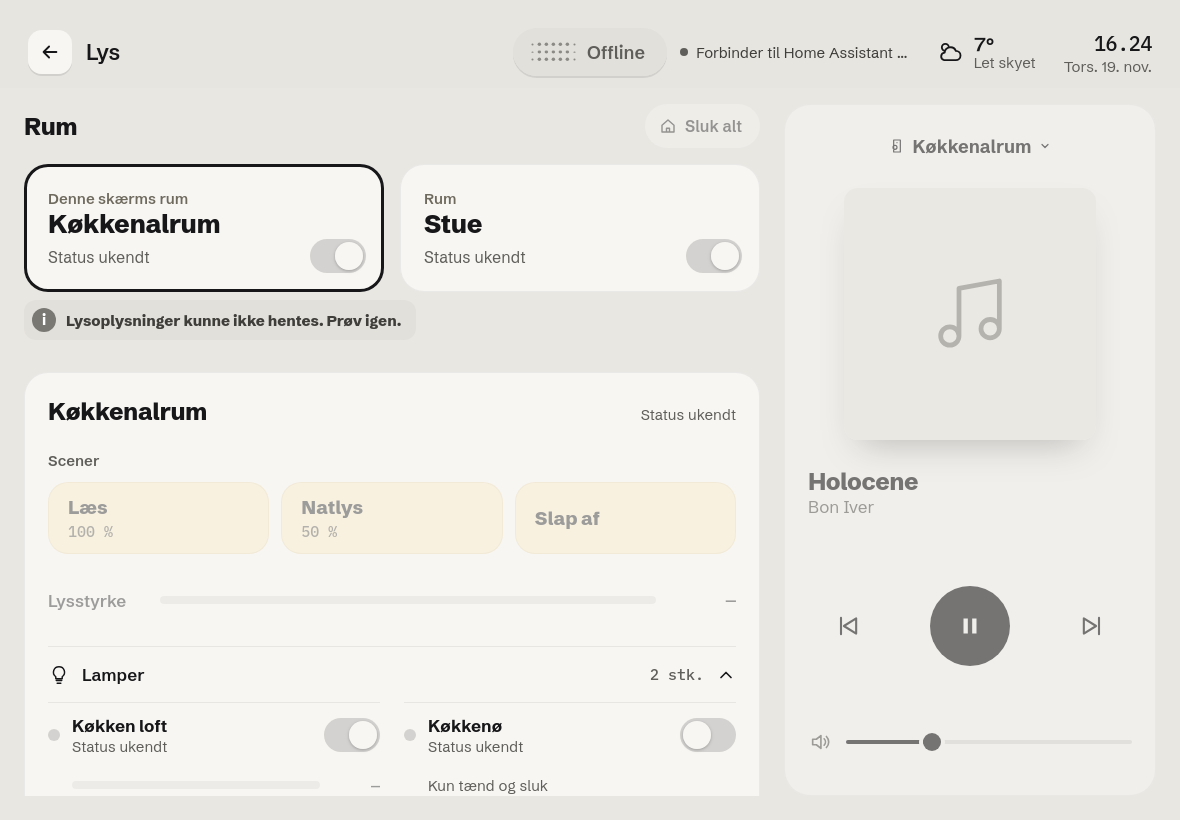 Lys
Offline
Forbinder til Home Assistant ...
7°
Let skyet
16.24
Tors. 19. nov.
Rum
Sluk alt
Denne skærms rum
Køkkenalrum
Status ukendt
Rum
Stue
Status ukendt
Lysoplysninger kunne ikke hentes. Prøv igen.
Køkkenalrum
Status ukendt
Scener
Læs
100 %
Natlys
50 %
Slap af
Lysstyrke
–
Lamper
2 stk.
Køkken loft
Status ukendt
–
Køkkenø
Status ukendt
Kun tænd og sluk
Køkkenalrum
Holocene
Bon Iver